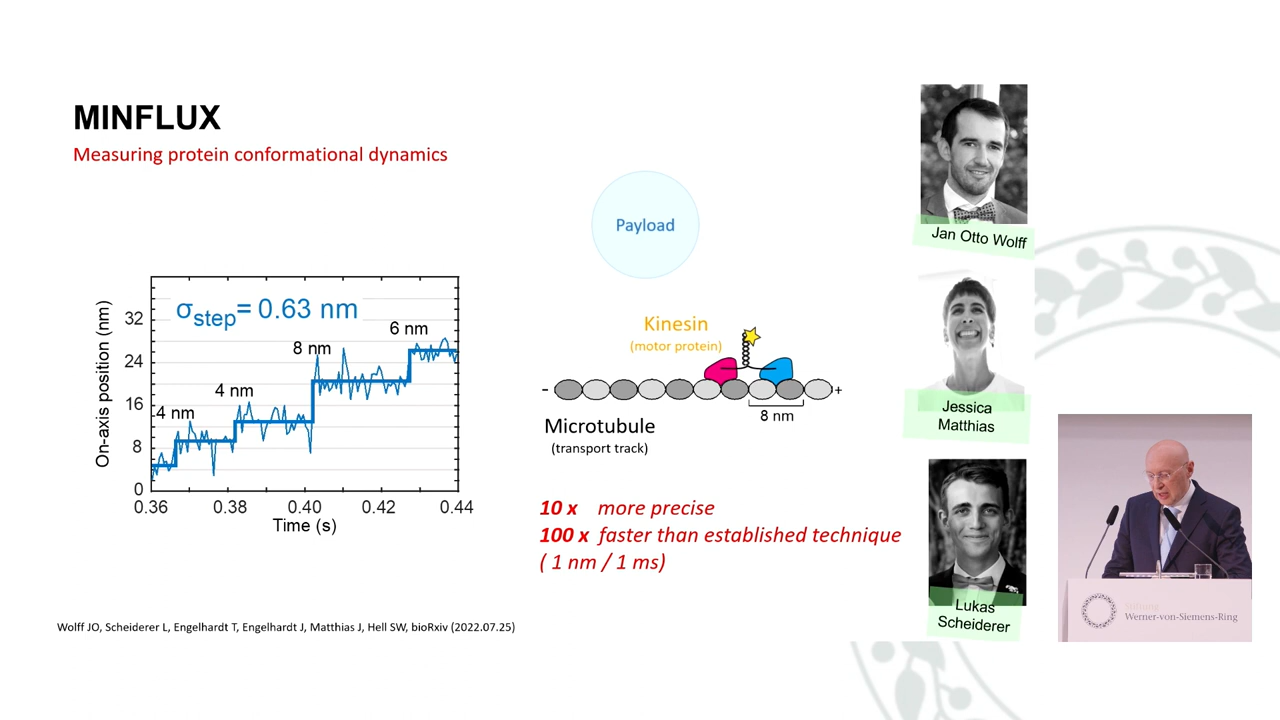 MINFLUX
Measuring protein conformational dynamics
On-axis position (nm)
32
24
16
8
0
σstep= 0.63 nm
4 nm
4 nm
8 nm
6 nm
0.36
0.38
0.40
0.42
0.44
Time (s)
Payload
Kinesin
(motor protein)
-
+
8 nm
Microtubule
(transport track)
10 x more precise
100 x faster than established technique
( 1 nm / 1 ms)
Wolff JO, Scheiderer L, Engelhardt T, Engelhardt J, Matthias J, Hell SW, bioRxiv (2022.07.25)
Jan Otto Wolff
Jessica
Matthias
Lukas
Scheiderer
Stiftung
Werner-von-Siemens-Ring